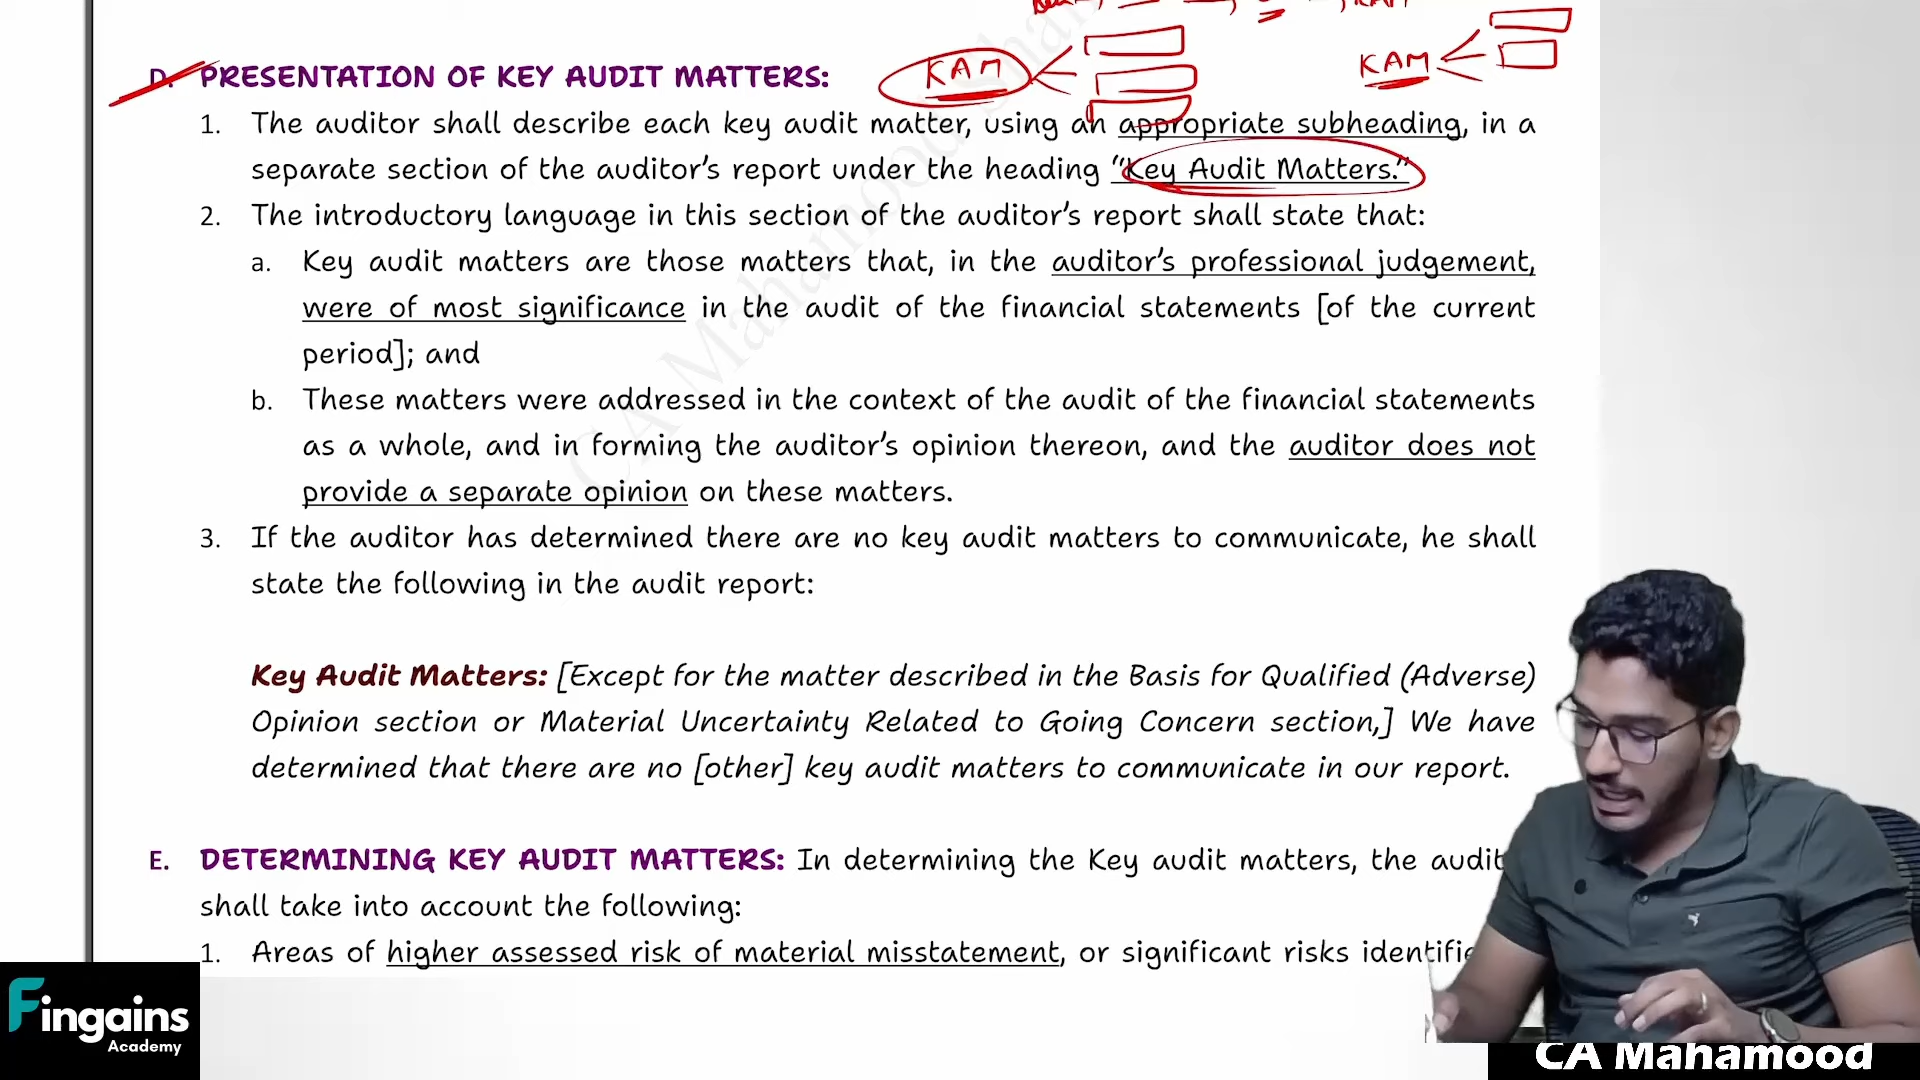 KAM
KAM
D. PRESENTATION OF KEY AUDIT MATTERS:
1. The auditor shall describe each key audit matter, using an appropriate subheading, in a
separate section of the auditor's report under the heading "Key Audit Matters."
2. The introductory language in this section of the auditor's report shall state that:
a. Key audit matters are those matters that, in the auditor's professional judgement,
were of most significance in the audit of the financial statements [of the current
period]; and
b. These matters were addressed in the context of the audit of the financial statements
as a whole, and in forming the auditor's opinion thereon, and the auditor does not
provide a separate opinion on these matters.
3. If the auditor has determined there are no key audit matters to communicate, he shall
state the following in the audit report:
Key Audit Matters: [Except for the matter described in the Basis for Qualified (Adverse)
Opinion section or Material Uncertainty Related to Going Concern section,] We have
determined that there are no [other] key audit matters to communicate in our report.
E. DETERMINING KEY AUDIT MATTERS: In determining the Key audit matters, the audit
shall take into account the following:
1. Areas of higher assessed risk of material misstatement, or significant risks identifie
CA Mahamood
Fingains
Academy
CA Mahamood